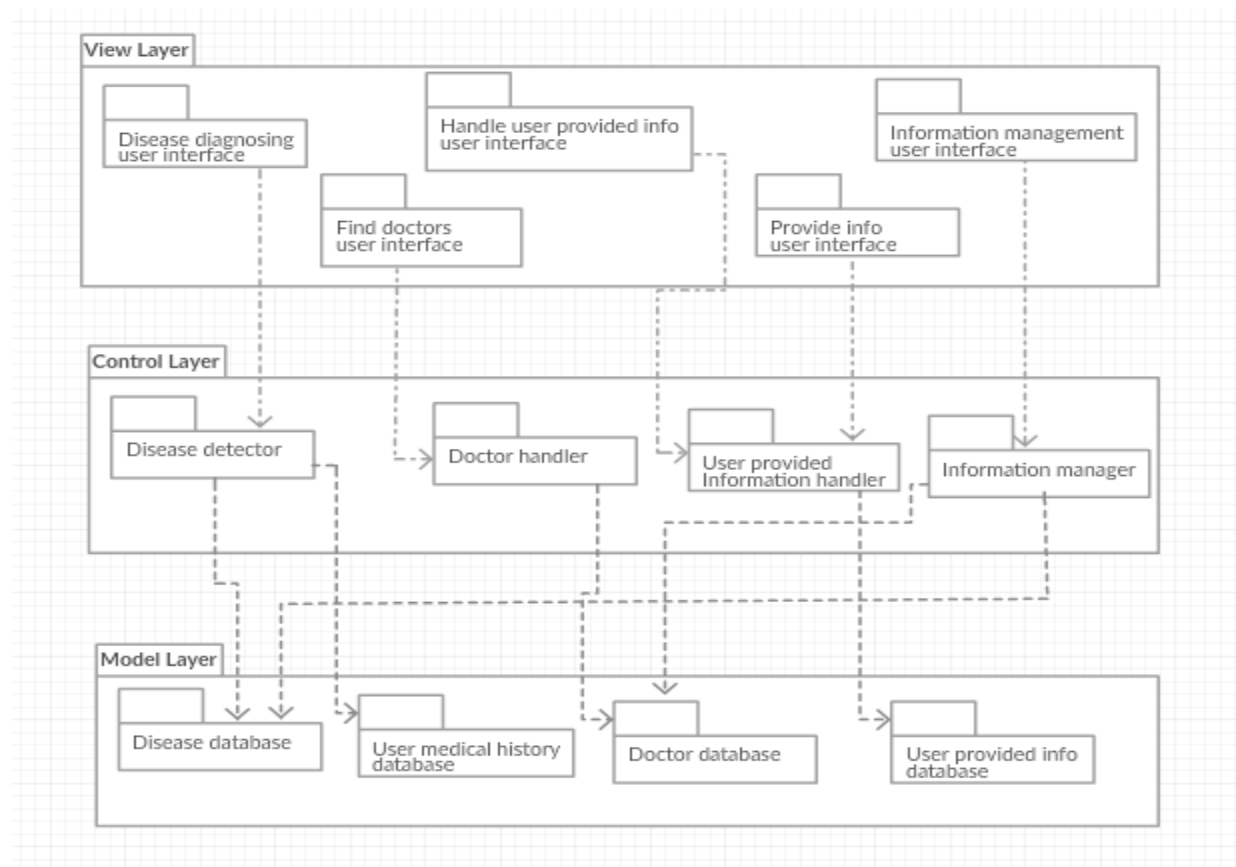 View Layer
Disease diagnosing
user interface
Handle user provided info
user interface
Information management
user interface
Find doctors
user interface
Provide info
user interface
Control Layer
Disease detector
Doctor handler
User provided
Information handler
Information manager
Model Layer
Disease database
User medical history
database
Doctor database
User provided info
database